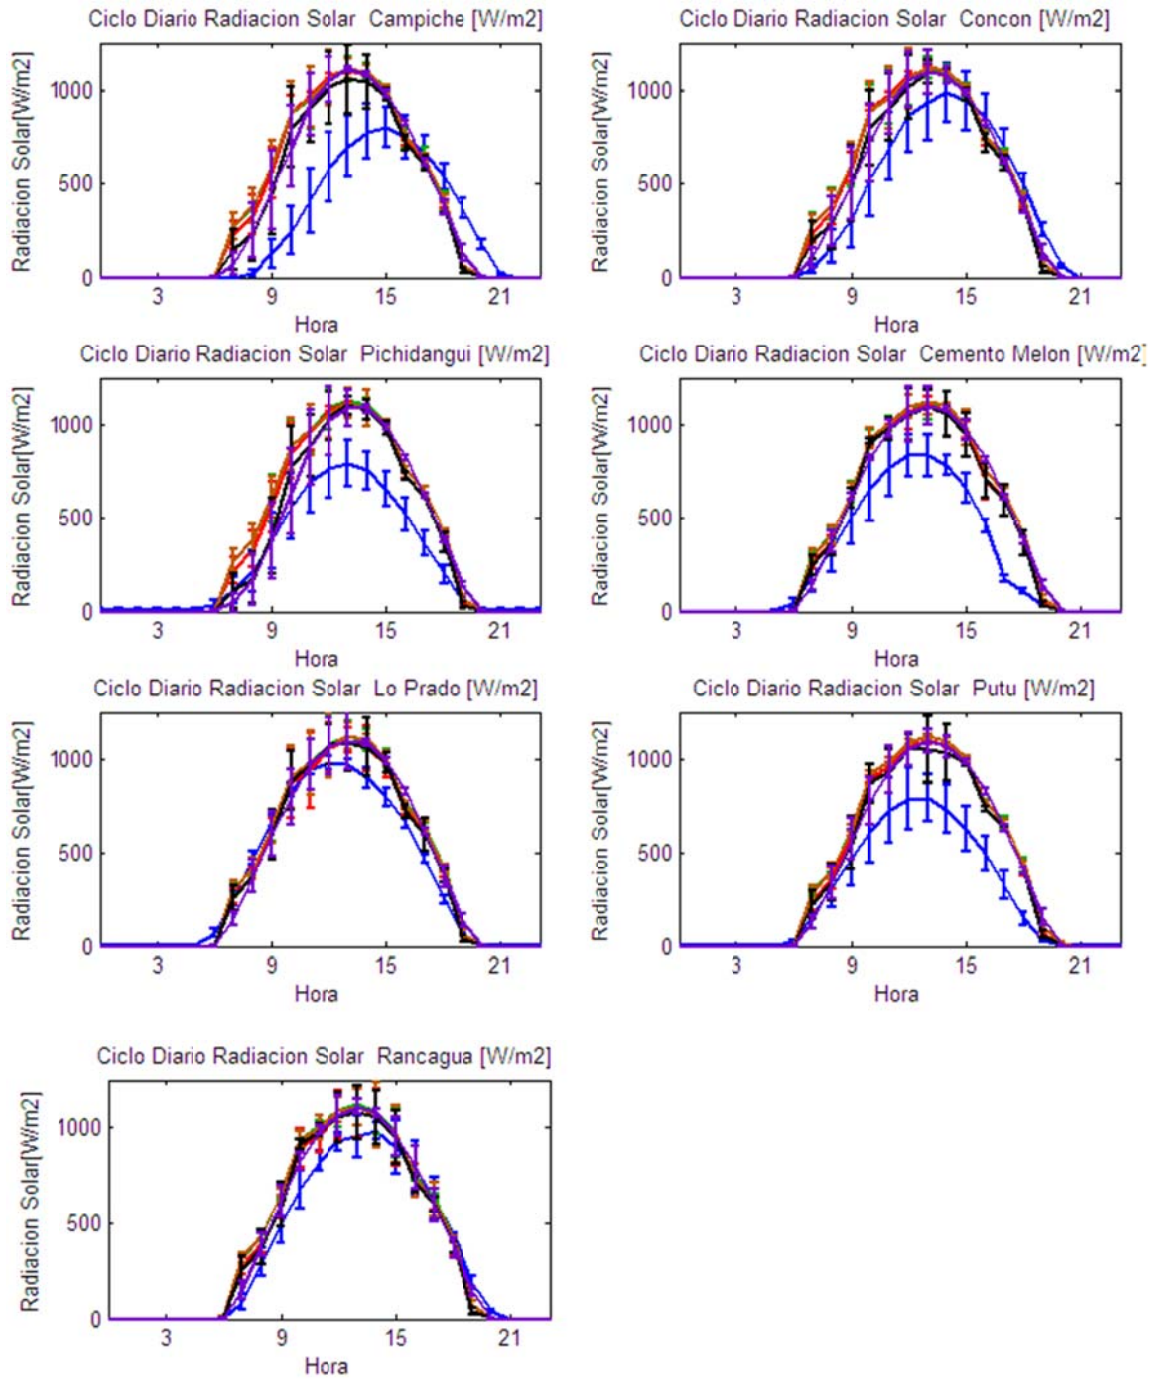 Ciclo Diario Radiacion Solar Campiche [W/m2]
Radiacion Solar[W/m2]
1000
500
0
3 9 15 21
Hora
Ciclo Diario Radiacion Solar Concon [W/m2]
Radiacion Solar[W/m2]
1000
500
0
3 9 15 21
Hora
Ciclo Diario Radiacion Solar Pichidangui [W/m2]
Radiacion Solar[W/m2]
1000
500
0
3 9 15 21
Hora
Ciclo Diario Radiacion Solar Cemento Melon [W/m2]
Radiacion Solar[W/m2]
1000
500
0
3 9 15 21
Hora
Ciclo Diario Radiacion Solar Lo Prado [W/m2]
Radiacion Solar[W/m2]
1000
500
0
3 9 15 21
Hora
Ciclo Diario Radiacion Solar Putu [W/m2]
Radiacion Solar[W/m2]
1000
500
0
3 9 15 21
Hora
Ciclo Diario Radiacion Solar Rancagua [W/m2]
Radiacion Solar[W/m2]
1000
500
0
3 9 15 21
Hora